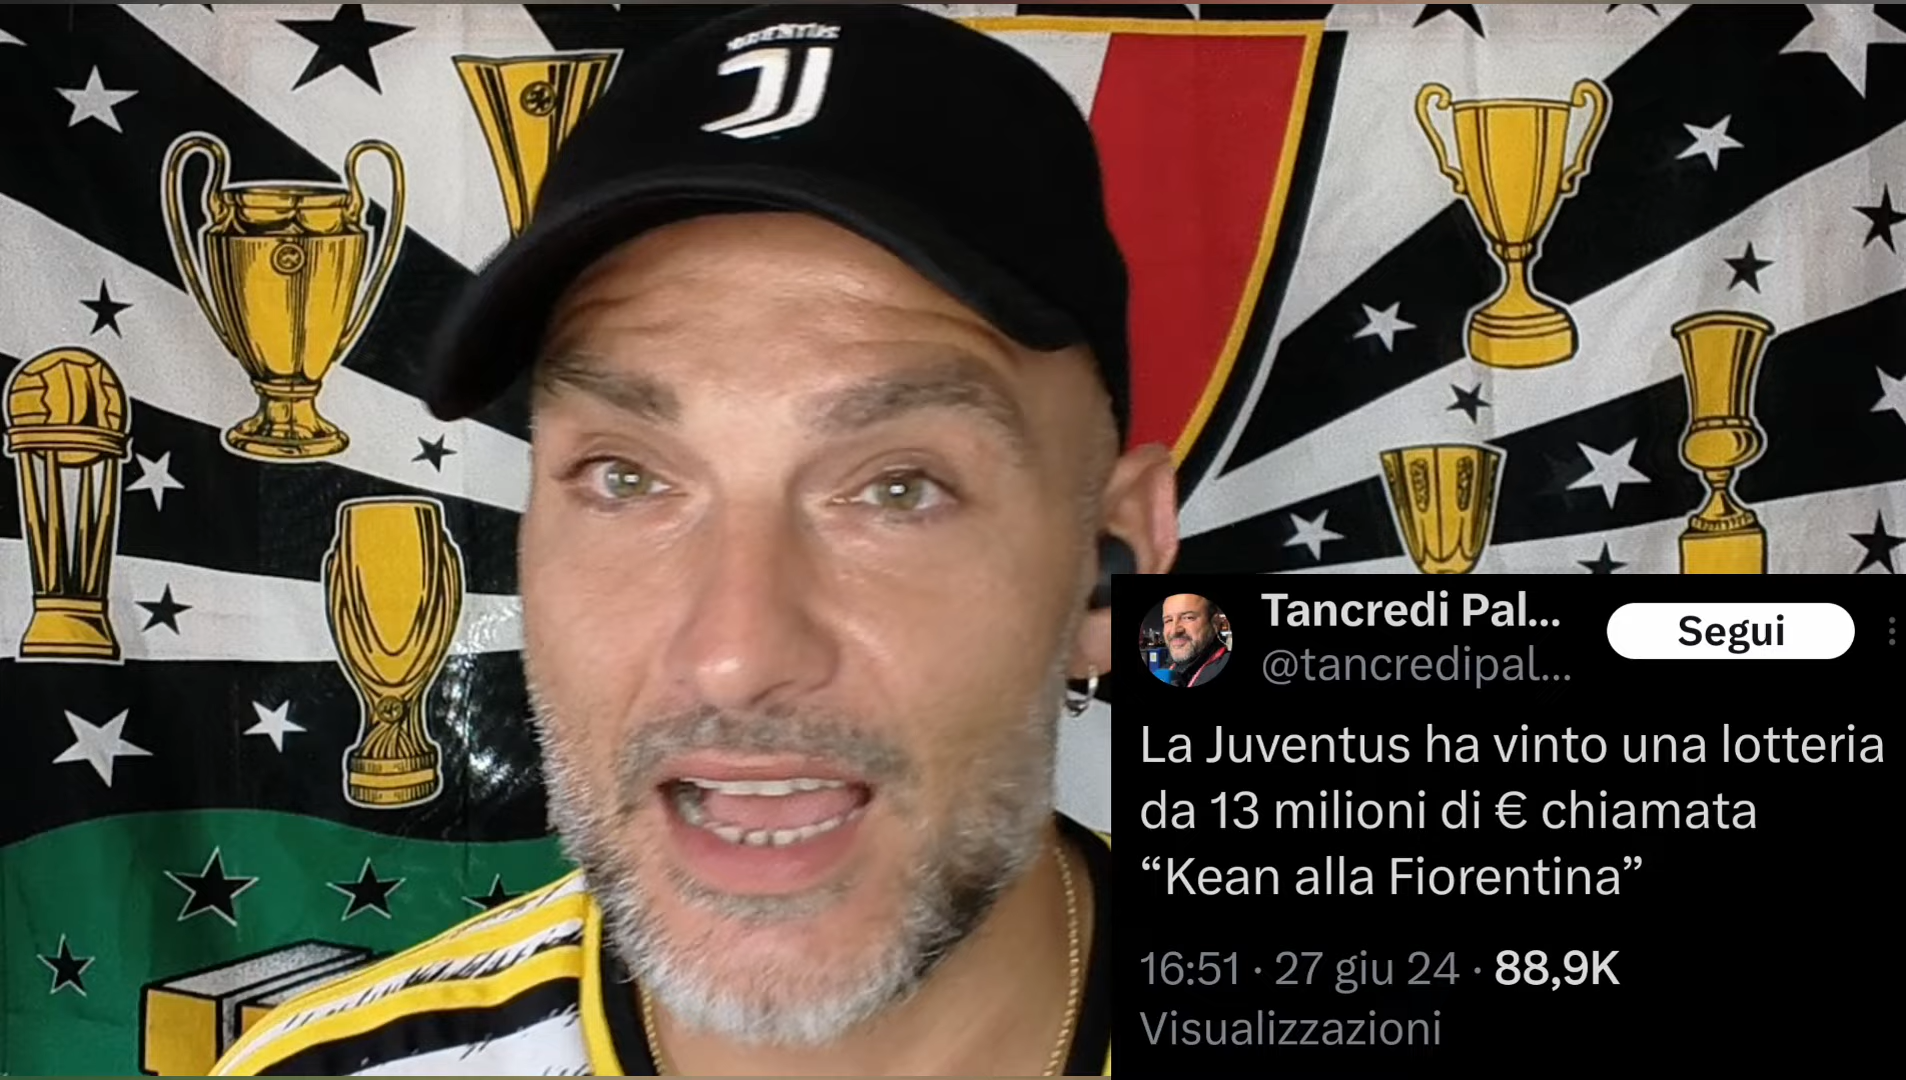 JUVENTUS
Tancredi Pal...
@tancredipal...
Segui
La Juventus ha vinto una lotteria
da 13 milioni di € chiamata
“Kean alla Fiorentina”
16:51 · 27 giu 24 · 88,9K
Visualizzazioni